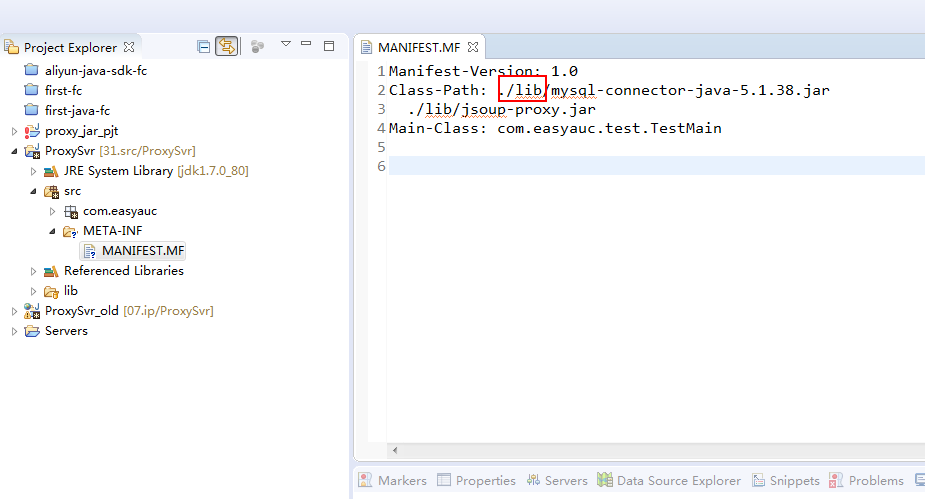 Project Explorer
aliyun-java-sdk-fc
first-fc
first-java-fc
proxy_jar_pjt
ProxySvr [31.src/ProxySvr]
JRE System Library [jdk1.7.0_80]
src
com.easyauc
META-INF
MANIFEST.MF
Referenced Libraries
lib
ProxySvr_old [07.ip/ProxySvr]
Servers
MANIFEST.MF
1 Manifest-Version: 1.0
2 Class-Path: ./lib/mysql-connector-java-5.1.38.jar
3   ./lib/jsoup-proxy.jar
4 Main-Class: com.easyauc.test.TestMain
5
6
Markers Properties Servers Data Source Explorer Snippets Problems